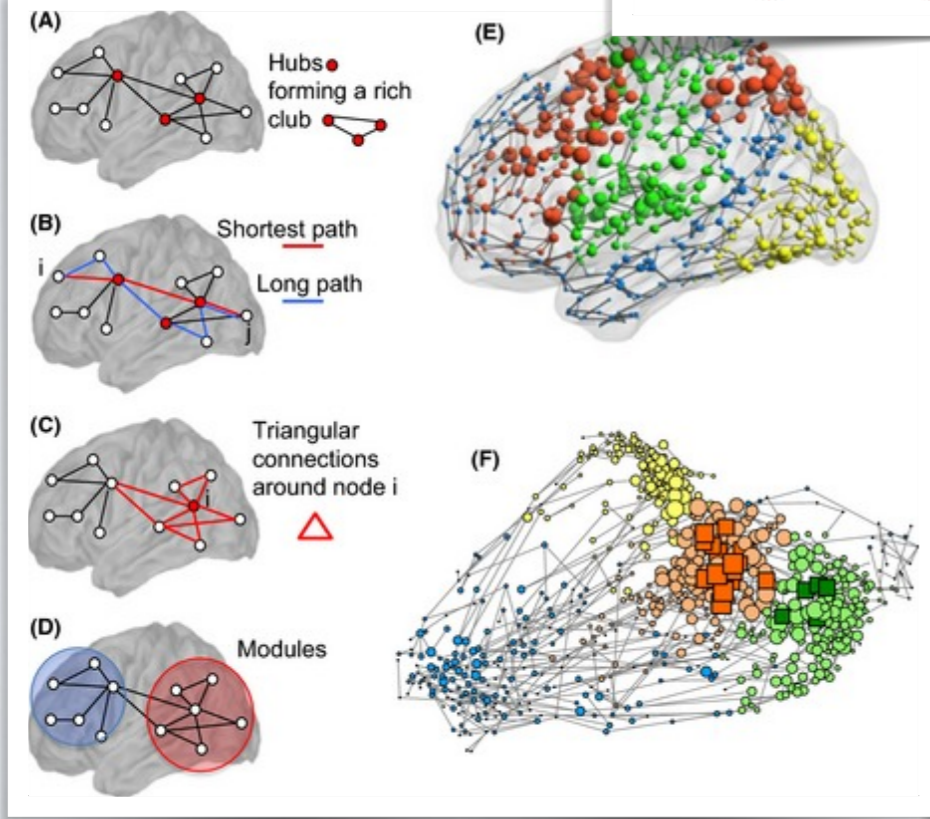 (A)
Hubs
forming a rich
club
(B)
Shortest path
Long path
i
j
(C)
Triangular
connections
around node i
i
(D)
Modules
(E)
(F)